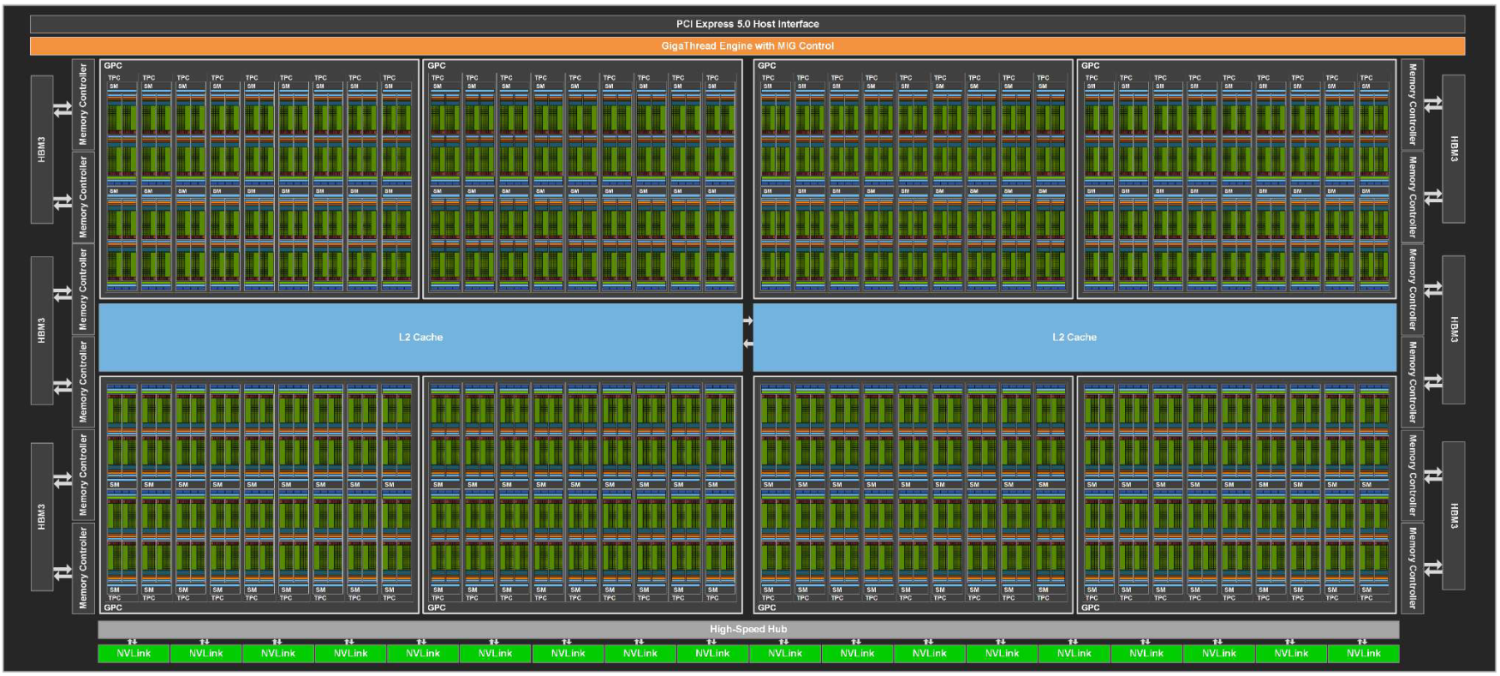 PCI Express 5.0 Host Interface
GigaThread Engine with MIG Control
HBM3
HBM3
HBM3
Memory Controller
Memory Controller
Memory Controller
Memory Controller
Memory Controller
Memory Controller
GPC GPC GPC GPC
TPC TPC TPC TPC TPC TPC TPC TPC TPC TPC TPC TPC TPC TPC TPC TPC TPC TPC TPC TPC TPC TPC TPC TPC TPC TPC TPC TPC TPC TPC TPC TPC TPC TPC TPC TPC
SM SM SM SM SM SM SM SM SM SM SM SM SM SM SM SM SM SM SM SM SM SM SM SM SM SM SM SM SM SM SM SM SM SM SM SM
SM SM SM SM SM SM SM SM SM SM SM SM SM SM SM SM SM SM SM SM SM SM SM SM SM SM SM SM SM SM SM SM SM SM SM SM
L2 Cache L2 Cache
SM SM SM SM SM SM SM SM SM SM SM SM SM SM SM SM SM SM SM SM SM SM SM SM SM SM SM SM SM SM SM SM SM SM SM SM
SM SM SM SM SM SM SM SM SM SM SM SM SM SM SM SM SM SM SM SM SM SM SM SM SM SM SM SM SM SM SM SM SM SM SM SM
TPC TPC TPC TPC TPC TPC TPC TPC TPC TPC TPC TPC TPC TPC TPC TPC TPC TPC TPC TPC TPC TPC TPC TPC TPC TPC TPC TPC TPC TPC TPC TPC TPC TPC TPC TPC
GPC GPC GPC GPC
Memory Controller
Memory Controller
Memory Controller
Memory Controller
Memory Controller
Memory Controller
HBM3
HBM3
HBM3
High-Speed Hub
NVLink NVLink NVLink NVLink NVLink NVLink NVLink NVLink NVLink NVLink NVLink NVLink NVLink NVLink NVLink NVLink NVLink NVLink